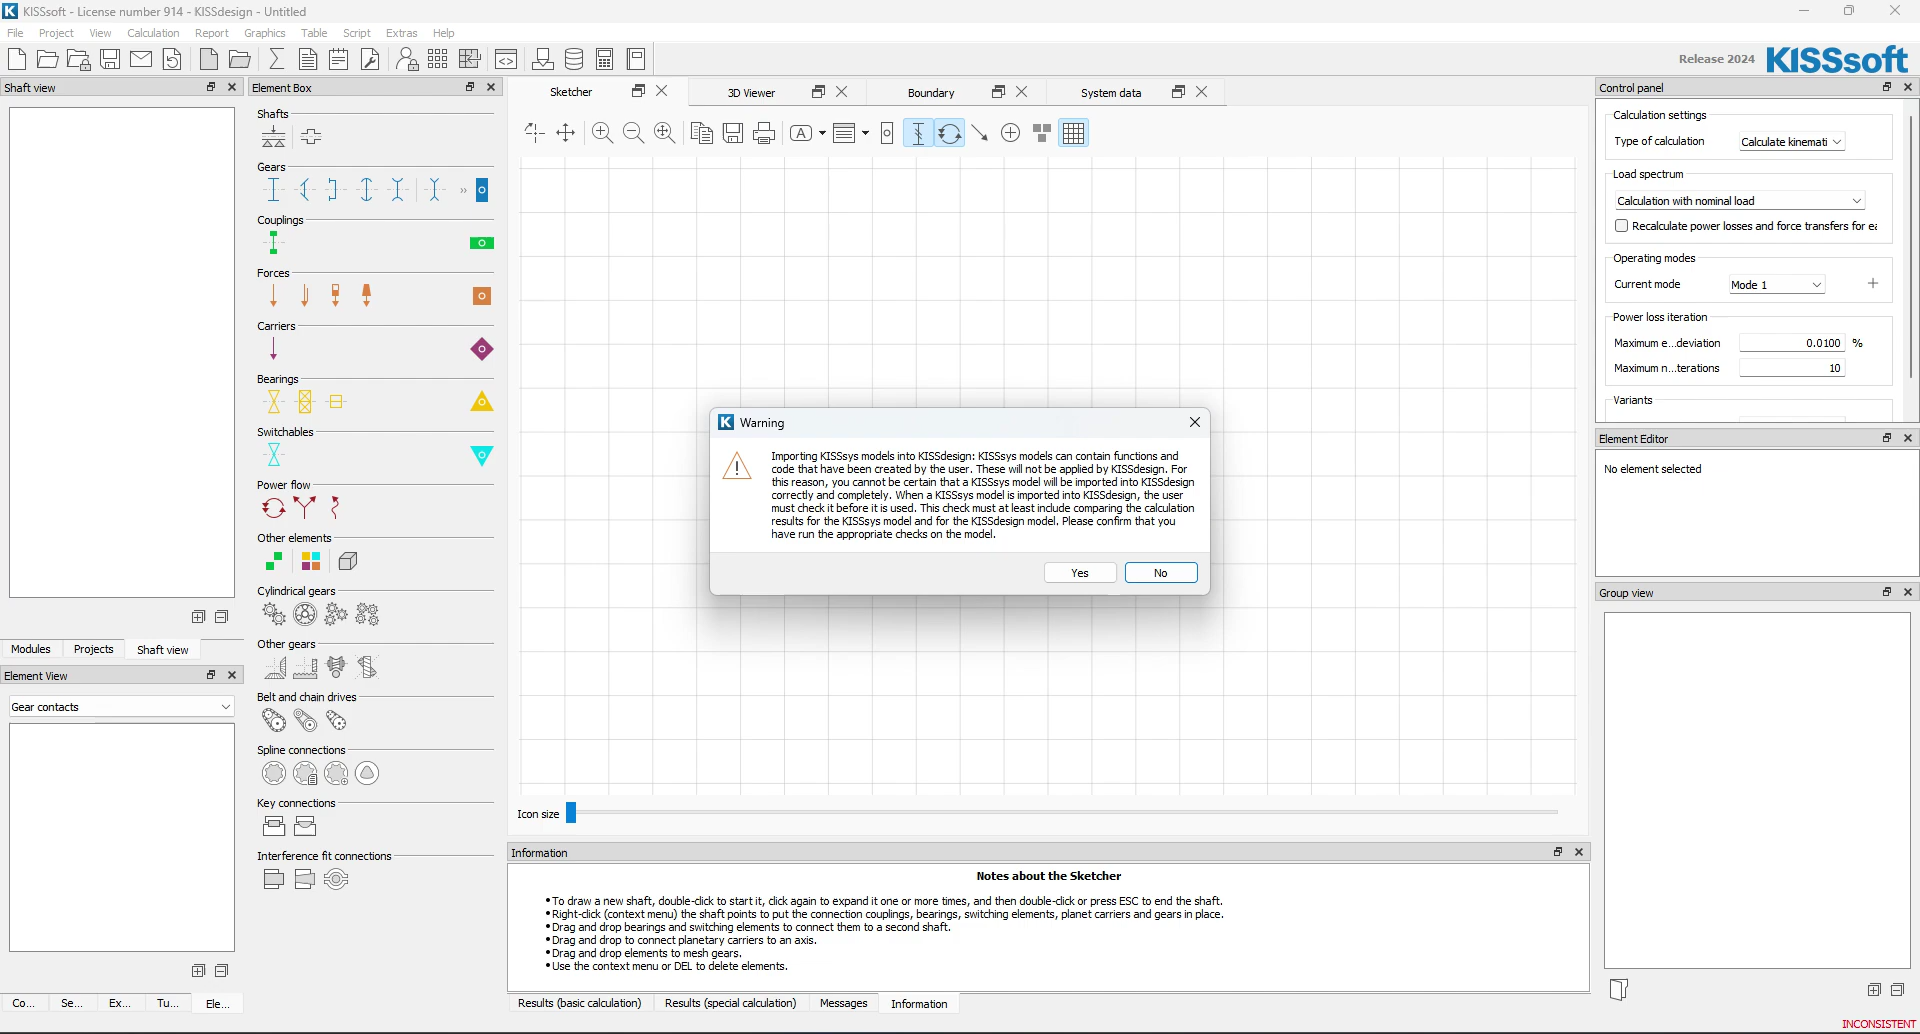 KISSsoft - License number 914 - KISSdesign - Untitled
File Project View Calculation Report Graphics Table Script Extras Help
Release 2024 KISSsoft
Shaft view
Modules Projects Shaft view
Element View
Gear contacts
Co... Se... Ex... Tu... Ele...
Element Box
Shafts
Gears
Couplings
Forces
Carriers
Bearings
Switchables
Power flow
Other elements
Cylindrical gears
Other gears
Belt and chain drives
Spline connections
Key connections
Interference fit connections
Sketcher 3D Viewer Boundary System data
Warning
Importing KISSsys models into KISSdesign: KISSsys models can contain functions and
code that have been created by the user. These will not be applied by KISSdesign. For
this reason, you cannot be certain that a KISSsys model will be imported into KISSdesign
correctly and completely. When a KISSsys model is imported into KISSdesign, the user
must check it before it is used. This check must at least include comparing the calculation
results for the KISSsys model and for the KISSdesign model. Please confirm that you
have run the appropriate checks on the model.
Yes No
Icon size
Information
Notes about the Sketcher
•To draw a new shaft, double-click to start it, click again to expand it one or more times, and then double-click or press ESC to end the shaft.
•Right-click (context menu) the shaft points to put the connection couplings, bearings, switching elements, planet carriers and gears in place.
•Drag and drop bearings and switching elements to connect them to a second shaft.
•Drag and drop to connect planetary carriers to an axis.
•Drag and drop elements to mesh gears.
•Use the context menu or DEL to delete elements.
Results (basic calculation) Results (special calculation) Messages Information
Control panel
Calculation settings
Type of calculation Calculate kinemati
Load spectrum
Calculation with nominal load
Recalculate power losses and force transfers for ea
Operating modes
Current mode Mode 1
Power loss iteration
Maximum e...deviation 0.0100 %
Maximum n...terations 10
Variants
Element Editor
No element selected
Group view
INCONSISTENT